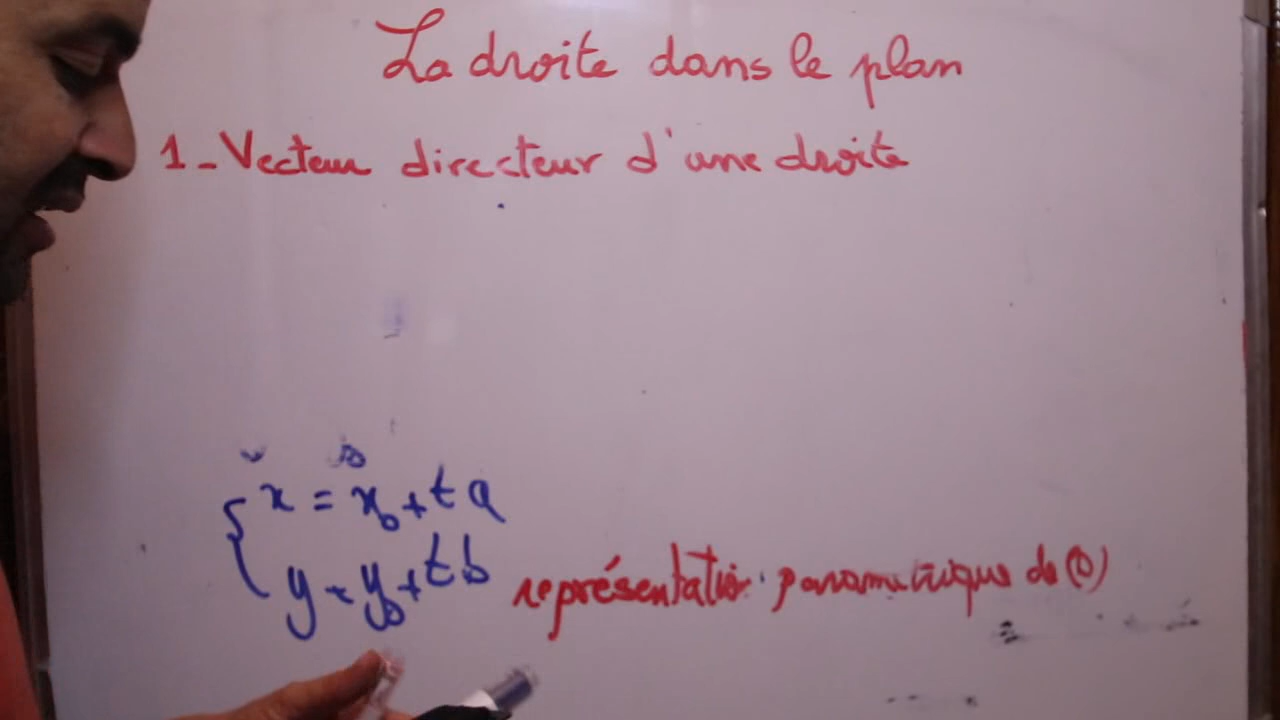 La droite dans le plan
1 - Vecteur directeur d'une droite
{ x = x₀ + t a
y = y₀ + t b
représentation paramétrique de (D)